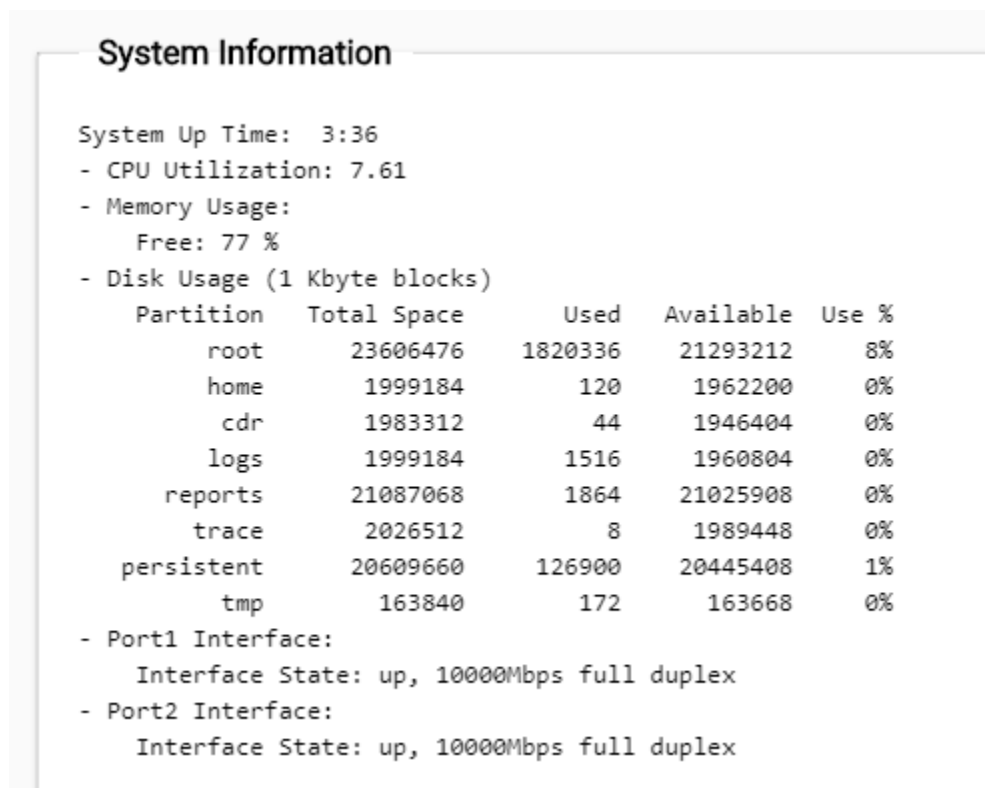 System Information
System Up Time:  3:36
- CPU Utilization: 7.61
- Memory Usage:
    Free: 77 %
- Disk Usage (1 Kbyte blocks)
    Partition   Total Space       Used   Available  Use %
         root      23606476    1820336    21293212     8%
         home       1999184        120     1962200     0%
          cdr       1983312         44     1946404     0%
         logs       1999184       1516     1960804     0%
      reports      21087068       1864    21025908     0%
        trace       2026512          8     1989448     0%
   persistent      20609660     126900    20445408     1%
          tmp        163840        172      163668     0%
- Port1 Interface:
    Interface State: up, 10000Mbps full duplex
- Port2 Interface:
    Interface State: up, 10000Mbps full duplex